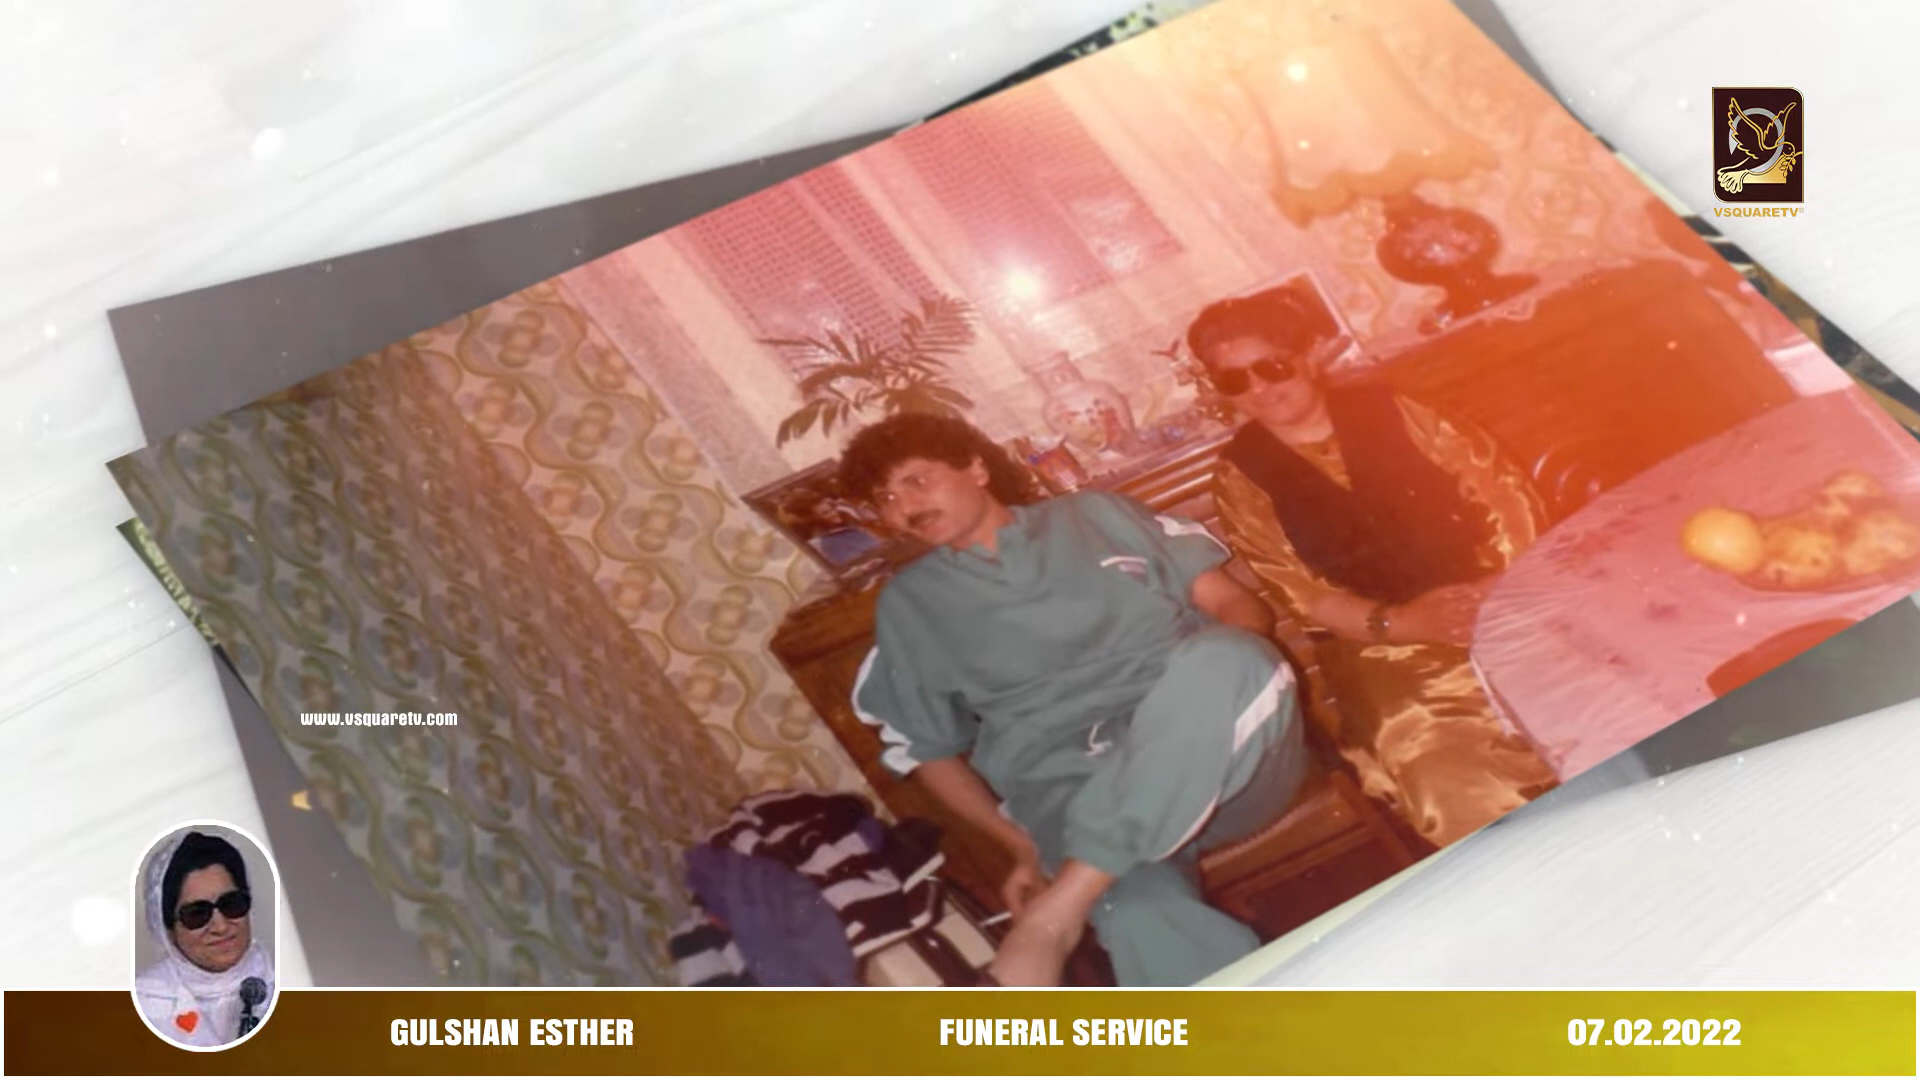 VSQUARETV
www.vsquaretv.com
GULSHAN ESTHER
FUNERAL SERVICE
07.02.2022